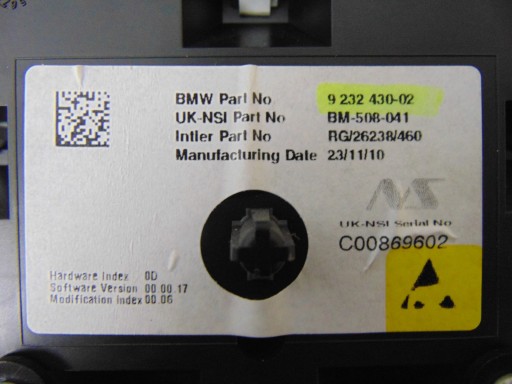 BMW Part No 9 232 430-02
UK-NSI Part No BM-508-041
Intler Part No RG/26238/460
Manufacturing Date 23/11/10
UK-NSI Serial No
C00869602
Hardware Index 0D
Software Version 00.00.17
Modification Index 00.06